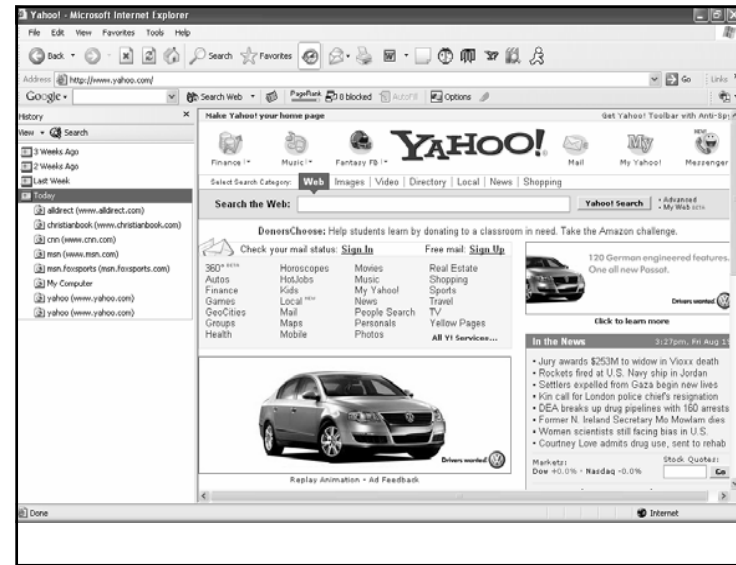 Yahoo! - Microsoft Internet Explorer
File Edit View Favorites Tools Help
Back Search Favorites
Address http://www.yahoo.com/ Go Links
Google Search Web PageRank 0 blocked AutoFill Options
History
View Search
3 Weeks Ago
2 Weeks Ago
Last Week
Today
alldirect (www.alldirect.com)
christianbook (www.christianbook.com)
cnn (www.cnn.com)
msn (www.msn.com)
msn.foxsports (msn.foxsports.com)
My Computer
yahoo (www.yahoo.com)
yahoo (www.yahoo.com)
Make Yahoo! your home page Get Yahoo! Toolbar with Anti-Spy
YAHOO!
Finance Music Fantasy FB Mail My Yahoo! NEW Messenger
Select Search Category: Web | Images | Video | Directory | Local | News | Shopping
Search the Web: Yahoo! Search • Advanced
• My Web BETA
DonorsChoose: Help students learn by donating to a classroom in need. Take the Amazon challenge.
Check your mail status: Sign In Free mail: Sign Up
360° BETA Horoscopes Movies Real Estate
Autos HotJobs Music Shopping
Finance Kids My Yahoo! Sports
Games Local NEW News Travel
GeoCities Mail People Search TV
Groups Maps Personals Yellow Pages
Health Mobile Photos All Y! Services...
Drivers wanted.
Replay Animation - Ad Feedback
120 German engineered features.
One all new Passat.
Drivers wanted.
Click to learn more
In the News 3:27pm, Fri Aug
• Jury awards $253M to widow in Vioxx death
• Rockets fired at U.S. Navy ship in Jordan
• Settlers expelled from Gaza begin new lives
• Kin call for London police chief's resignation
• DEA breaks up drug pipelines with 160 arrests
• Former N. Ireland Secretary Mo Mowlam dies
• Women scientists still facing bias in U.S.
• Courtney Love admits drug use, sent to rehab
Markets: Stock Quotes:
Dow +0.0% • Nasdaq -0.0% Go
Done Internet